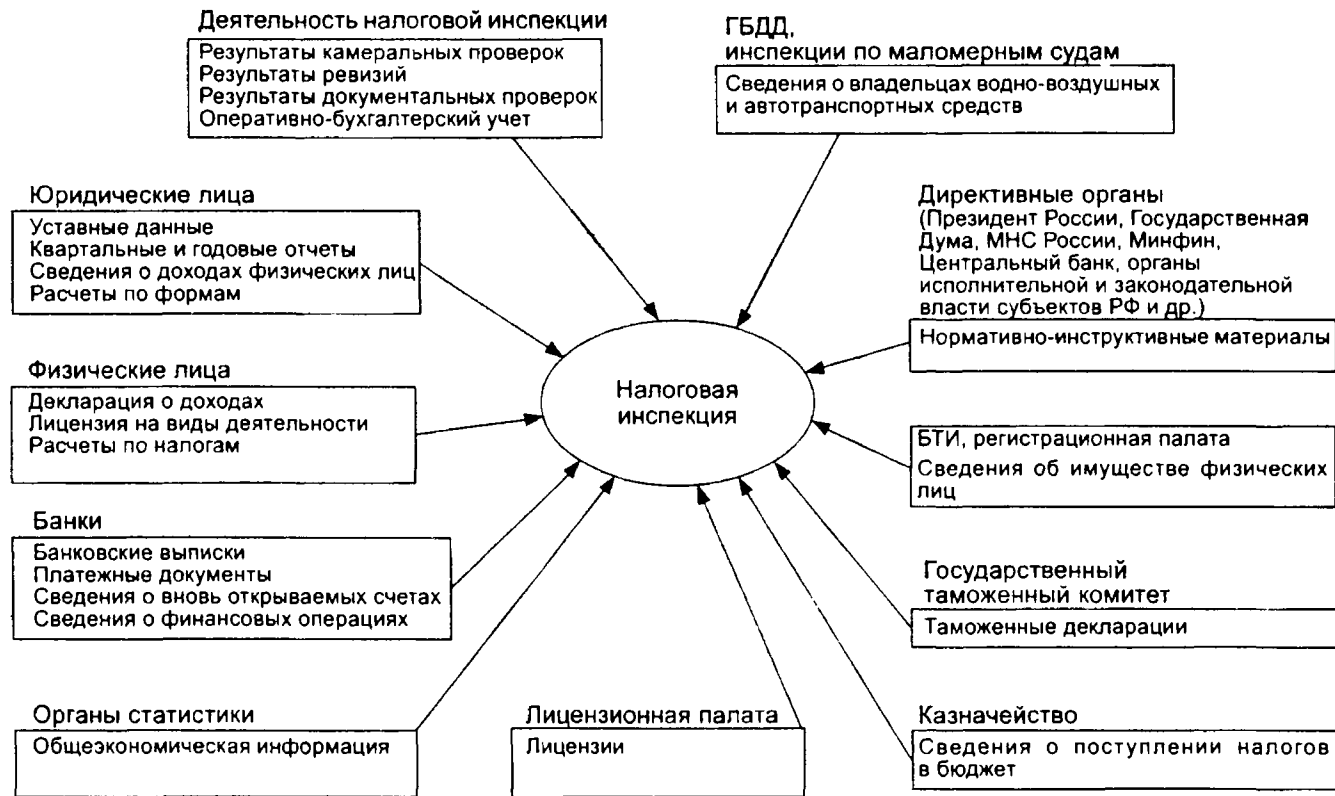 Деятельность налоговой инспекции
Результаты камеральных проверок
Результаты ревизий
Результаты документальных проверок
Оперативно-бухгалтерский учет
ГБДД,
инспекции по маломерным судам
Сведения о владельцах водно-воздушных
и автотранспортных средств
Юридические лица
Уставные данные
Квартальные и годовые отчеты
Сведения о доходах физических лиц
Расчеты по формам
Директивные органы
(Президент России, Государственная
Дума, МНС России, Минфин,
Центральный банк, органы
исполнительной и законодательной
власти субъектов РФ и др.)
Нормативно-инструктивные материалы
Физические лица
Декларация о доходах
Лицензия на виды деятельности
Расчеты по налогам
Налоговая
инспекция
БТИ, регистрационная палата
Сведения об имуществе физических
лиц
Банки
Банковские выписки
Платежные документы
Сведения о вновь открываемых счетах
Сведения о финансовых операциях
Государственный
таможенный комитет
Таможенные декларации
Органы статистики
Общеэкономическая информация
Лицензионная палата
Лицензии
Казначейство
Сведения о поступлении налогов
в бюджет